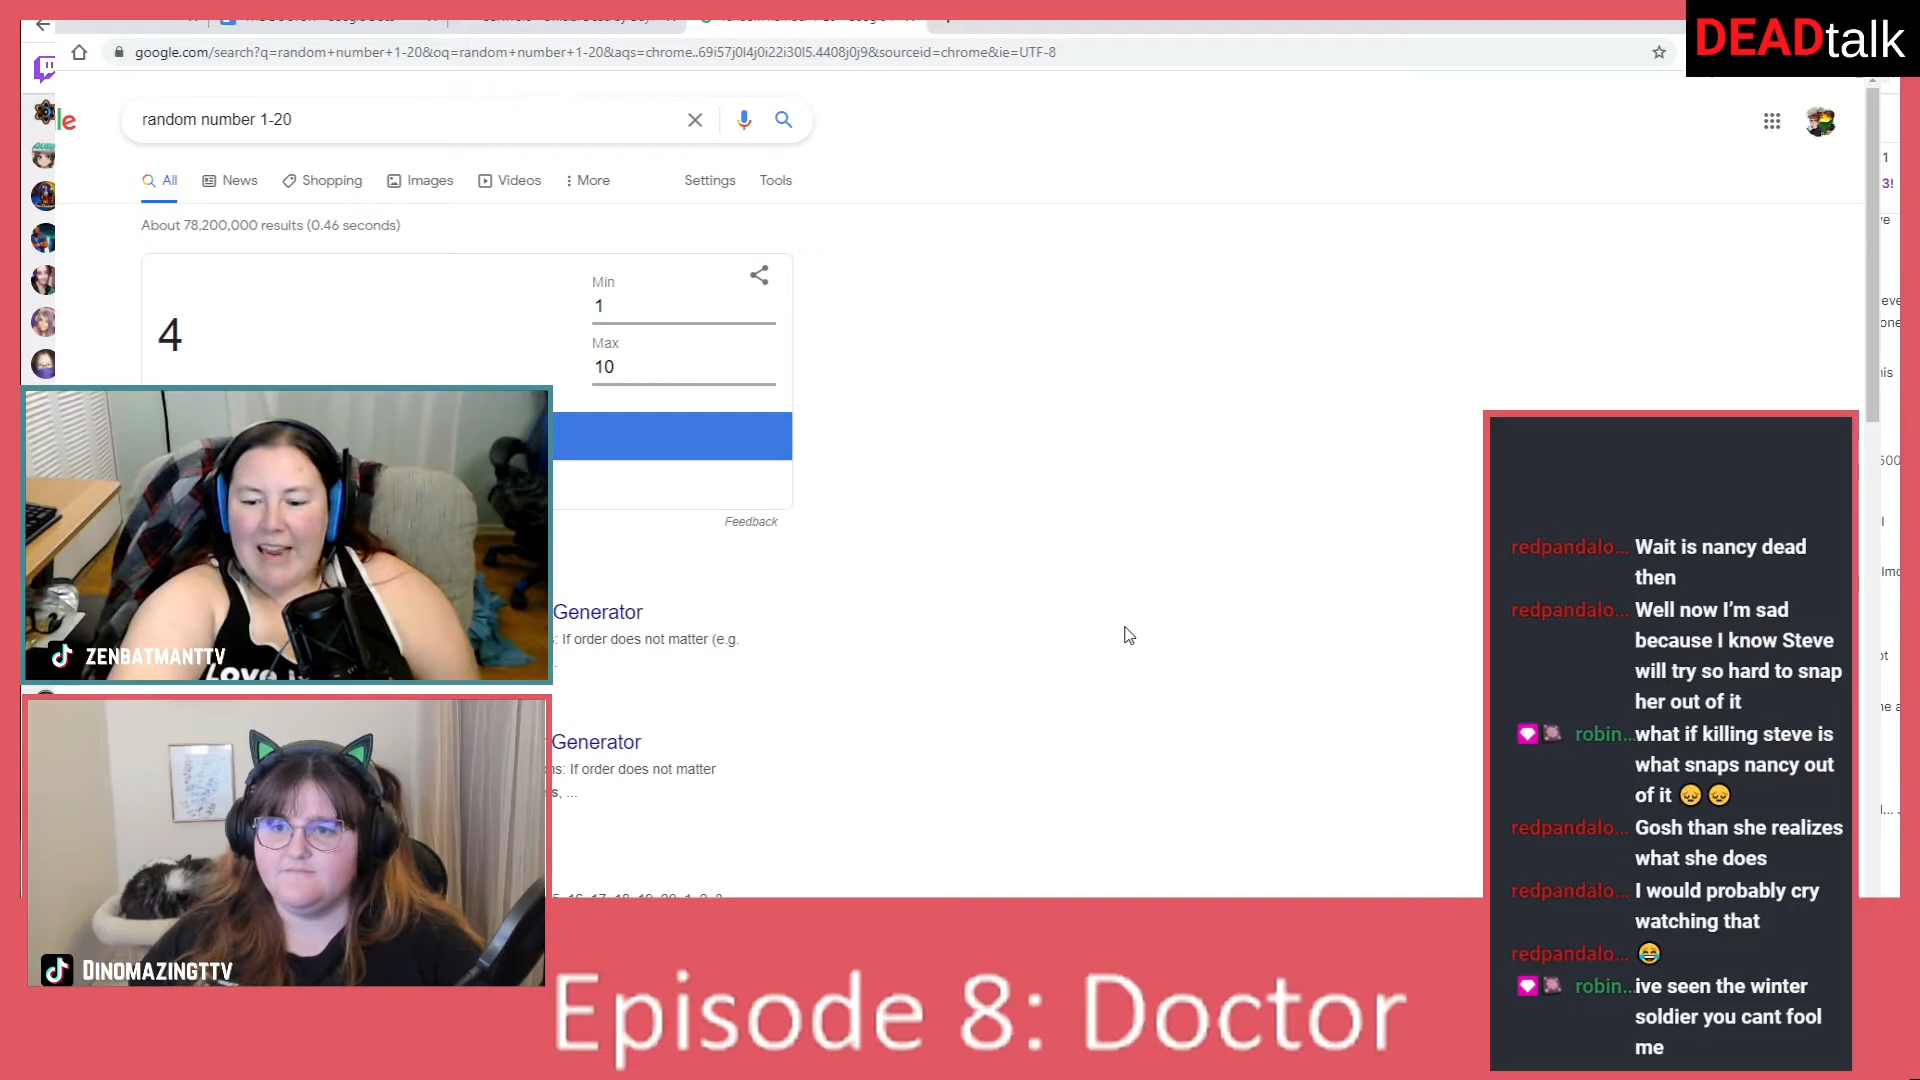 DEADtalk
google.com/search?q=random+number+1-20&oq=random+number+1-20&aqs=chrome..69i57j0l4j0i22i30l5.4408j0j9&sourceid=chrome&ie=UTF-8
le
random number 1-20
All News Shopping Images Videos More Settings Tools
About 78,200,000 results (0.46 seconds)
4
Min
1
Max
10
Feedback
Generator
: If order does not matter (e.g.
Generator
ns: If order does not matter
s, ...
ZENBATMANTTV
DINOMAZINGTTV
redpandalo... Wait is nancy dead
then
redpandalo... Well now I'm sad
because I know Steve
will try so hard to snap
her out of it
robin... what if killing steve is
what snaps nancy out
of it 😞 😞
redpandalo... Gosh than she realizes
what she does
redpandalo... I would probably cry
watching that
redpandalo... 😂
robin... ive seen the winter
soldier you cant fool
me
Episode 8: Doctor